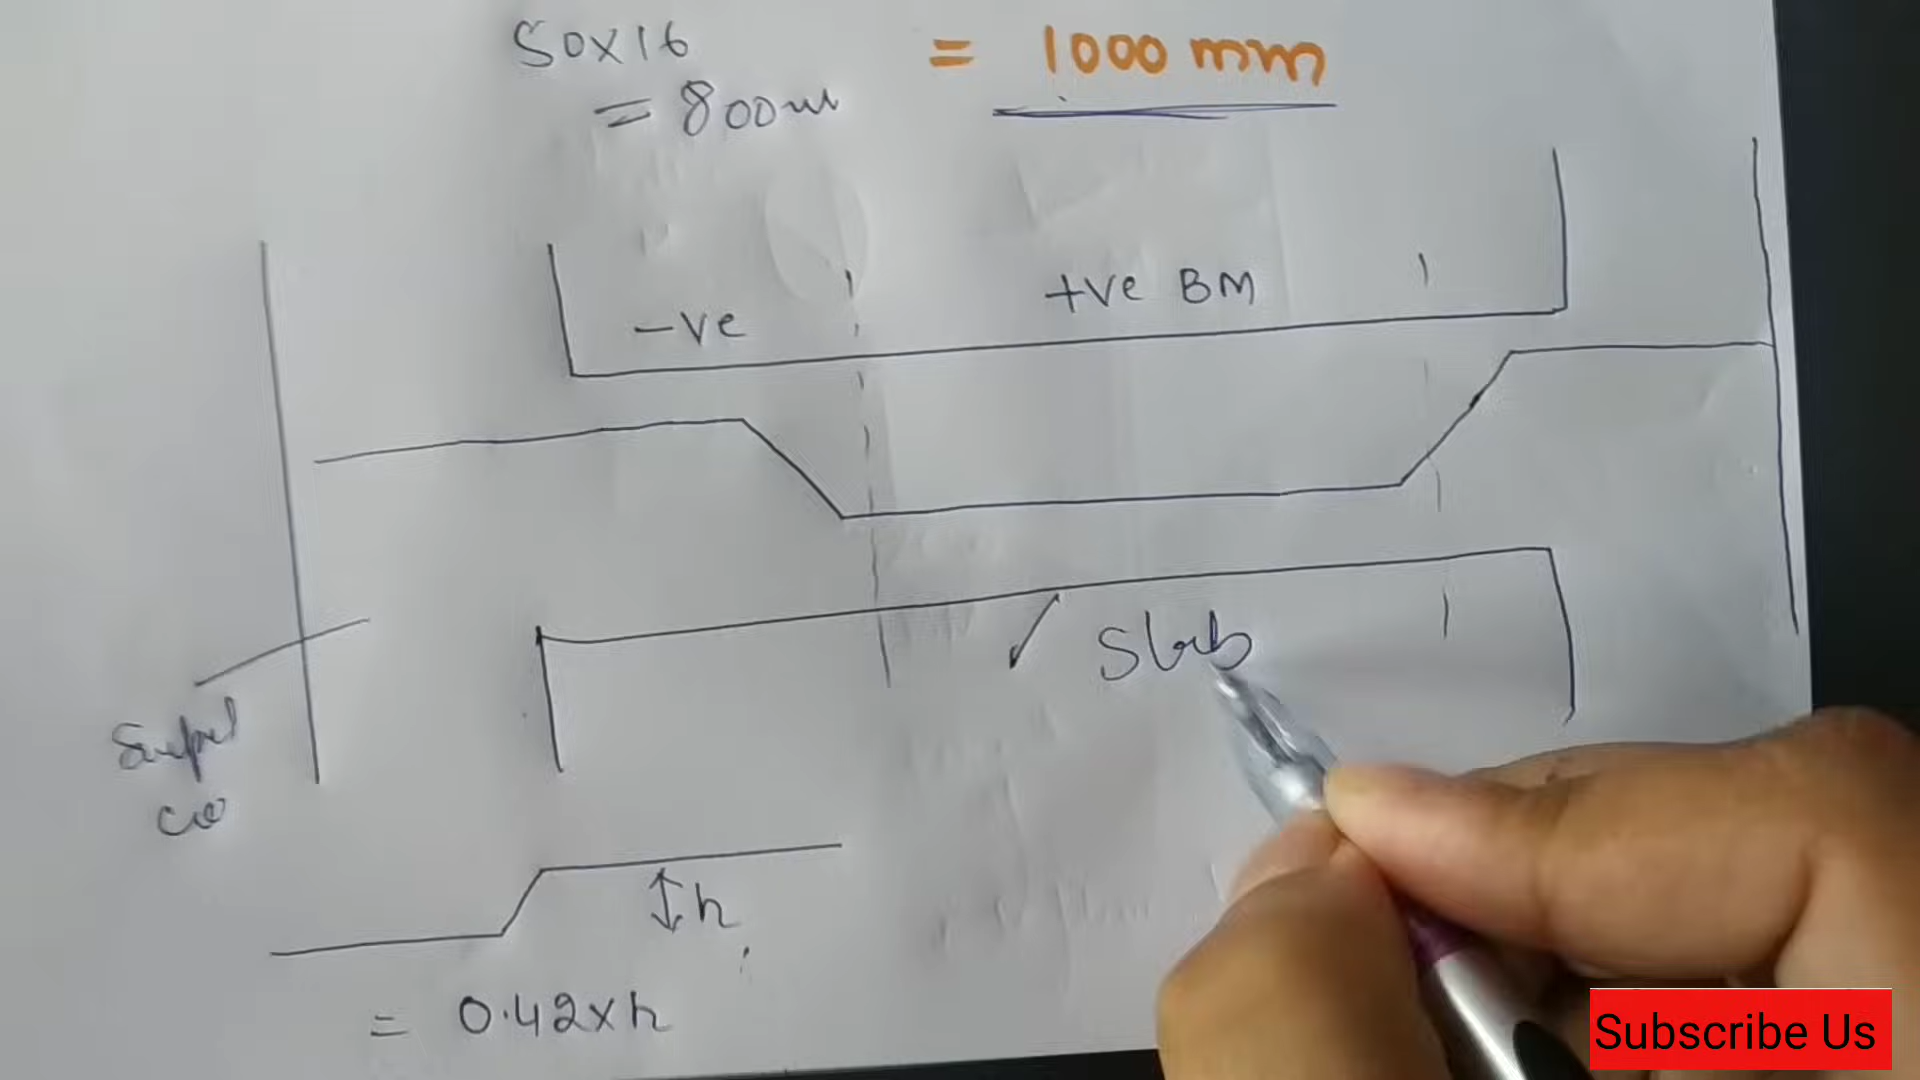 50x16
= 800
= 1000 mm
-ve
+ve BM
Slab
h
= 0.42xh
Subscribe Us